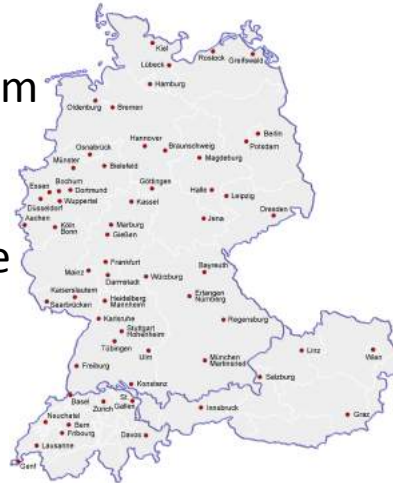 m
e
Kiel
Rostock
Greifswald
Lübeck
Hamburg
Oldenburg
Bremen
Berlin
Hannover
Braunschweig
Potsdam
Osnabrück
Magdeburg
Münster
Bielefeld
Bochum
Göttingen
Essen
Dortmund
Halle
Leipzig
Düsseldorf
Wuppertal
Kassel
Dresden
Aachen
Köln
Bonn
Marburg
Jena
Gießen
Frankfurt
Bayreuth
Mainz
Darmstadt
Würzburg
Kaiserslautern
Heidelberg
Mannheim
Erlangen
Nürnberg
Saarbrücken
Karlsruhe
Regensburg
Stuttgart
Hohenheim
Tübingen
Ulm
München
Martinsried
Linz
Wien
Freiburg
Konstanz
Salzburg
Basel
Zürich
St.
Gallen
Innsbruck
Graz
Neuchatel
Bern
Fribourg
Davos
Lausanne
Genf